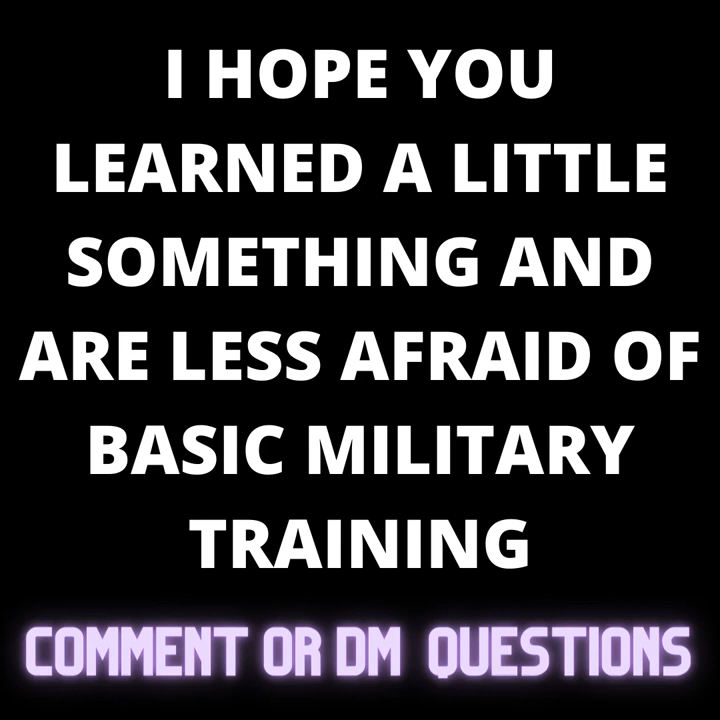 I HOPE YOU
LEARNED A LITTLE
SOMETHING AND
ARE LESS AFRAID OF
BASIC MILITARY
TRAINING
COMMENT OR DM QUESTIONS